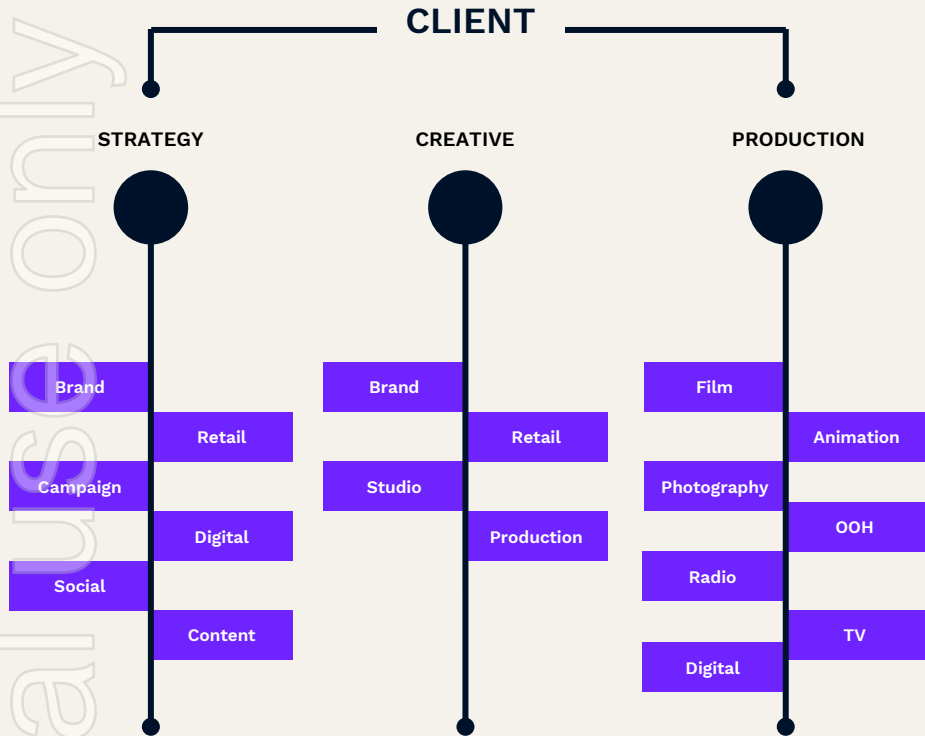 CLIENT
STRATEGY
CREATIVE
PRODUCTION
Brand
Retail
Campaign
Digital
Social
Content
Brand
Retail
Studio
Production
Film
Animation
Photography
OOH
Radio
TV
Digital
al use only